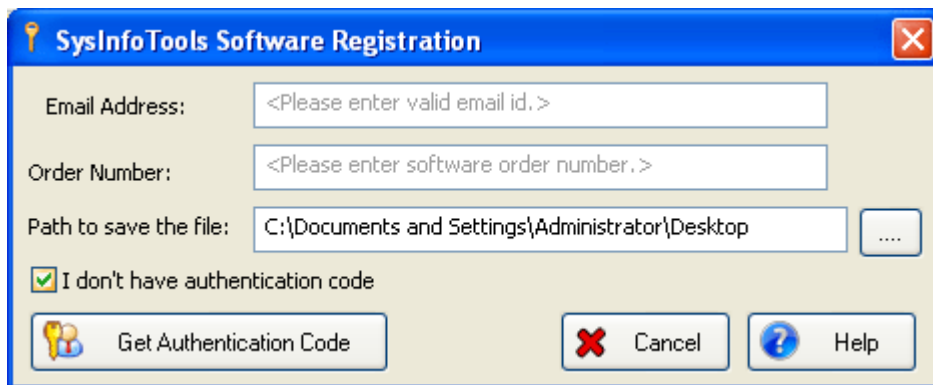 SysInfoTools Software Registration
Email Address: <Please enter valid email id.>
Order Number: <Please enter software order number.>
Path to save the file: C:\Documents and Settings\Administrator\Desktop ....
I don't have authentication code
Get Authentication Code Cancel Help